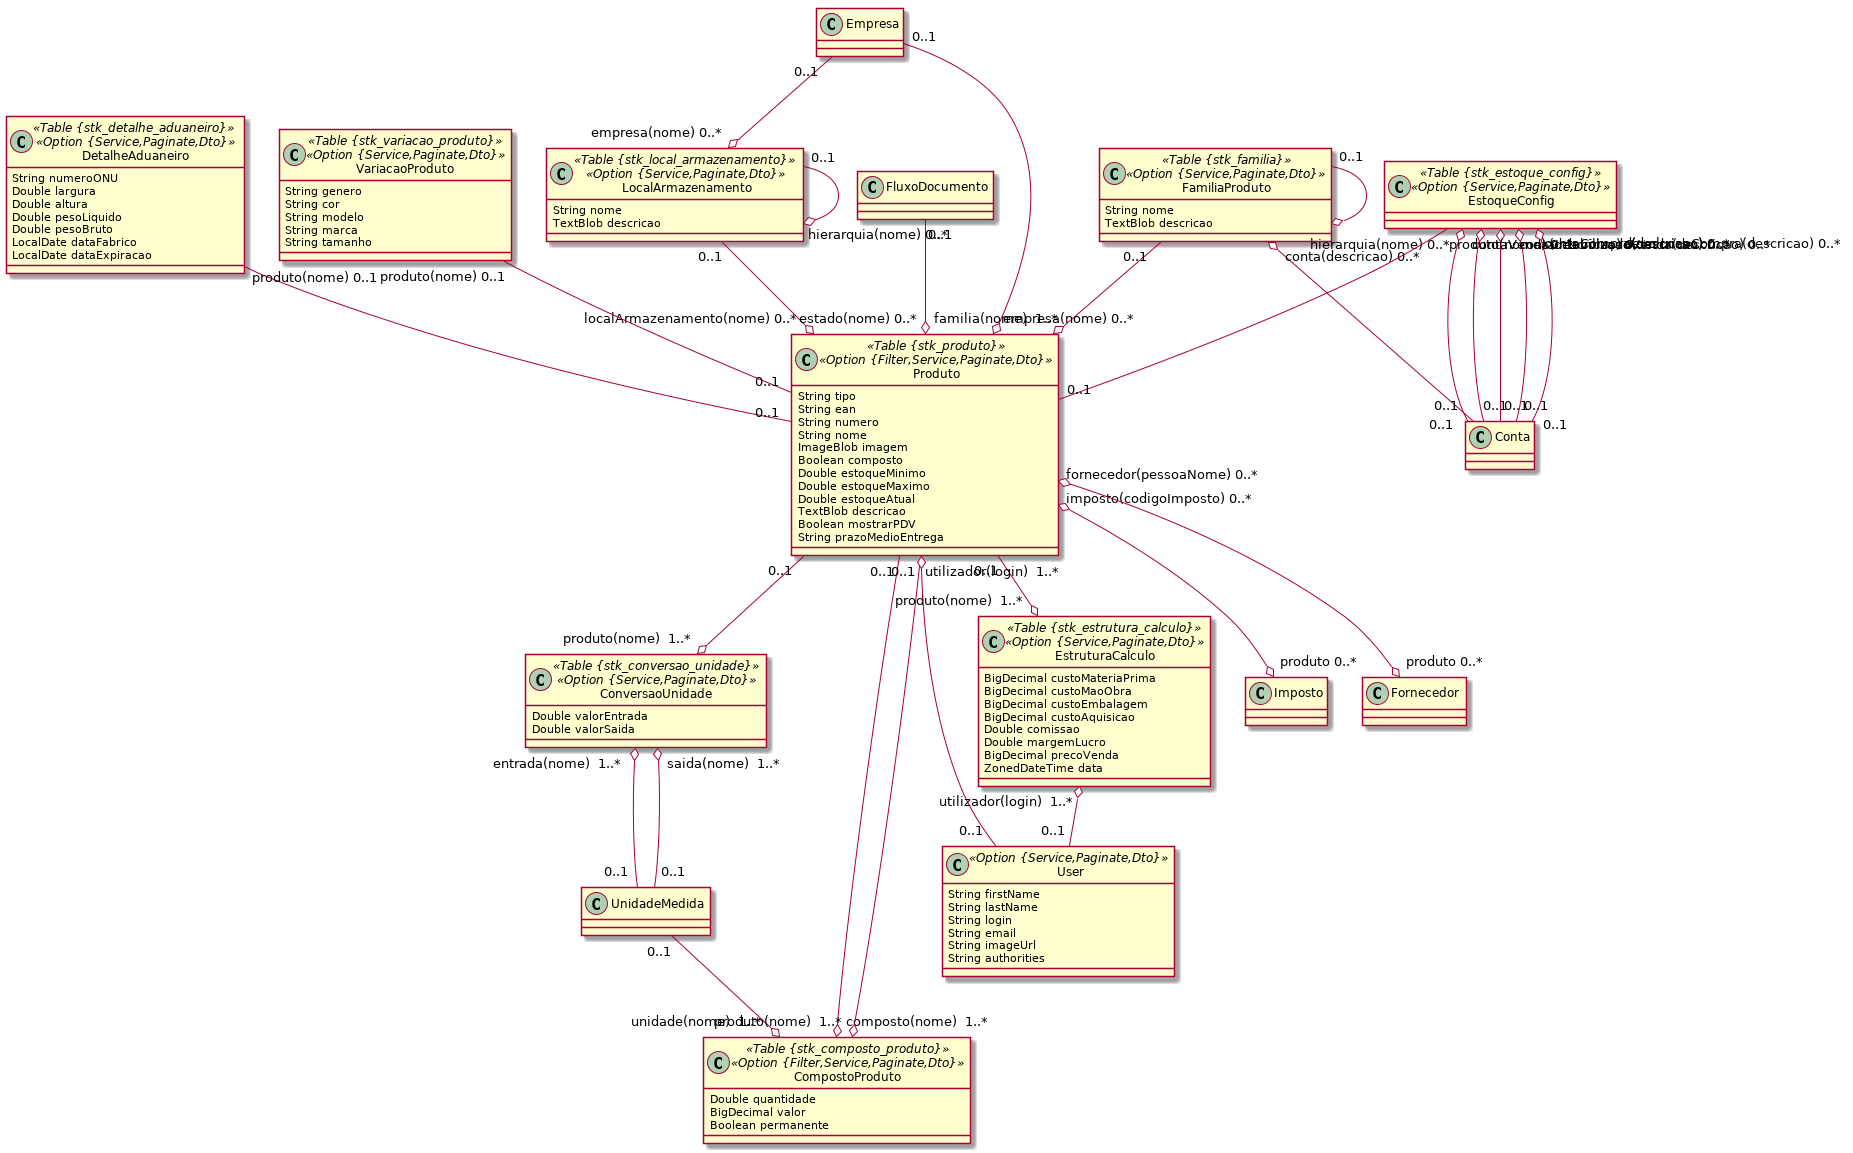 C Empresa
0..1
0..1
empresa(nome) 0..*
«Table {stk_detalhe_aduaneiro}»
«Option {Service,Paginate,Dto}»
C DetalheAduaneiro
String numeroONU
Double largura
Double altura
Double pesoLiquido
Double pesoBruto
LocalDate dataFabrico
LocalDate dataExpiracao
«Table {stk_variacao_produto}»
«Option {Service,Paginate,Dto}»
C VariacaoProduto
String genero
String cor
String modelo
String marca
String tamanho
«Table {stk_local_armazenamento}»
«Option {Service,Paginate,Dto}»
C LocalArmazenamento
String nome
TextBlob descricao
0..1
hierarquia(nome) 0..*
C FluxoDocumento
0..1
«Table {stk_familia}»
«Option {Service,Paginate,Dto}»
C FamiliaProduto
String nome
TextBlob descricao
0..1
hierarquia(nome) 0..*
«Table {stk_estoque_config}»
«Option {Service,Paginate,Dto}»
C EstoqueConfig
conta(descricao) 0..*
(descricao) 0..*
produto(nome) 0..1
produto(nome) 0..1
0..1
0..1
localArmazenamento(nome) 0..*
estado(nome) 0..*
familia(nome) 1..*
empresa(nome) 0..*
0..1
0..1
0..1
«Table {stk_produto}»
«Option {Filter,Service,Paginate,Dto}»
C Produto
String tipo
String ean
String numero
String nome
ImageBlob imagem
Boolean composto
Double estoqueMinimo
Double estoqueMaximo
Double estoqueAtual
TextBlob descricao
Boolean mostrarPDV
String prazoMedioEntrega
0..1
0..1
0..1
0..1
0..1
0..1
C Conta
fornecedor(pessoaNome) 0..*
imposto(codigoImposto) 0..*
0..1
0..1
0..1
utilizador(login) 1..*
0..1
produto(nome) 1..*
produto(nome) 1..*
«Table {stk_conversao_unidade}»
«Option {Service,Paginate,Dto}»
C ConversaoUnidade
Double valorEntrada
Double valorSaida
«Table {stk_estrutura_calculo}»
«Option {Service,Paginate,Dto}»
C EstruturaCalculo
BigDecimal custoMateriaPrima
BigDecimal custoMaoObra
BigDecimal custoEmbalagem
BigDecimal custoAquisicao
Double comissao
Double margemLucro
BigDecimal precoVenda
ZonedDateTime data
produto 0..*
C Imposto
produto 0..*
C Fornecedor
entrada(nome) 1..*
saida(nome) 1..*
utilizador(login) 1..*
0..1
0..1
0..1
0..1
C UnidadeMedida
0..1
«Option {Service,Paginate,Dto}»
C User
String firstName
String lastName
String login
String email
String imageUrl
String authorities
unidade(nome) 1..*
produto(nome) 1..*
composto(nome) 1..*
«Table {stk_composto_produto}»
«Option {Filter,Service,Paginate,Dto}»
C CompostoProduto
Double quantidade
BigDecimal valor
Boolean permanente